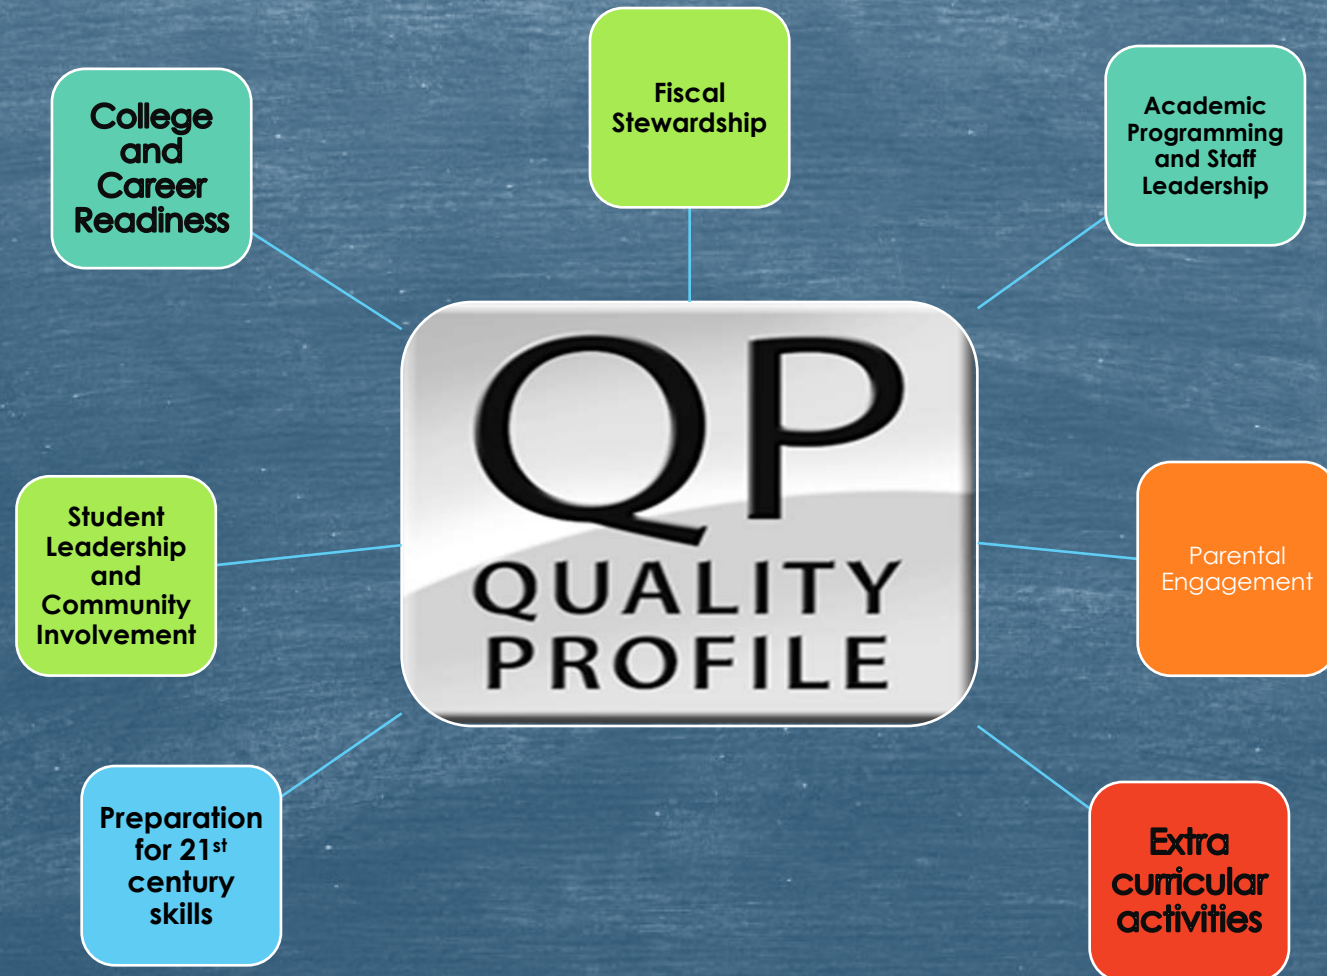 College
and
Career
Readiness
Fiscal
Stewardship
Academic
Programming
and Staff
Leadership
QP
QUALITY
PROFILE
Student
Leadership
and
Community
Involvement
Parental
Engagement
Preparation
for 21st
century
skills
Extra
curricular
activities